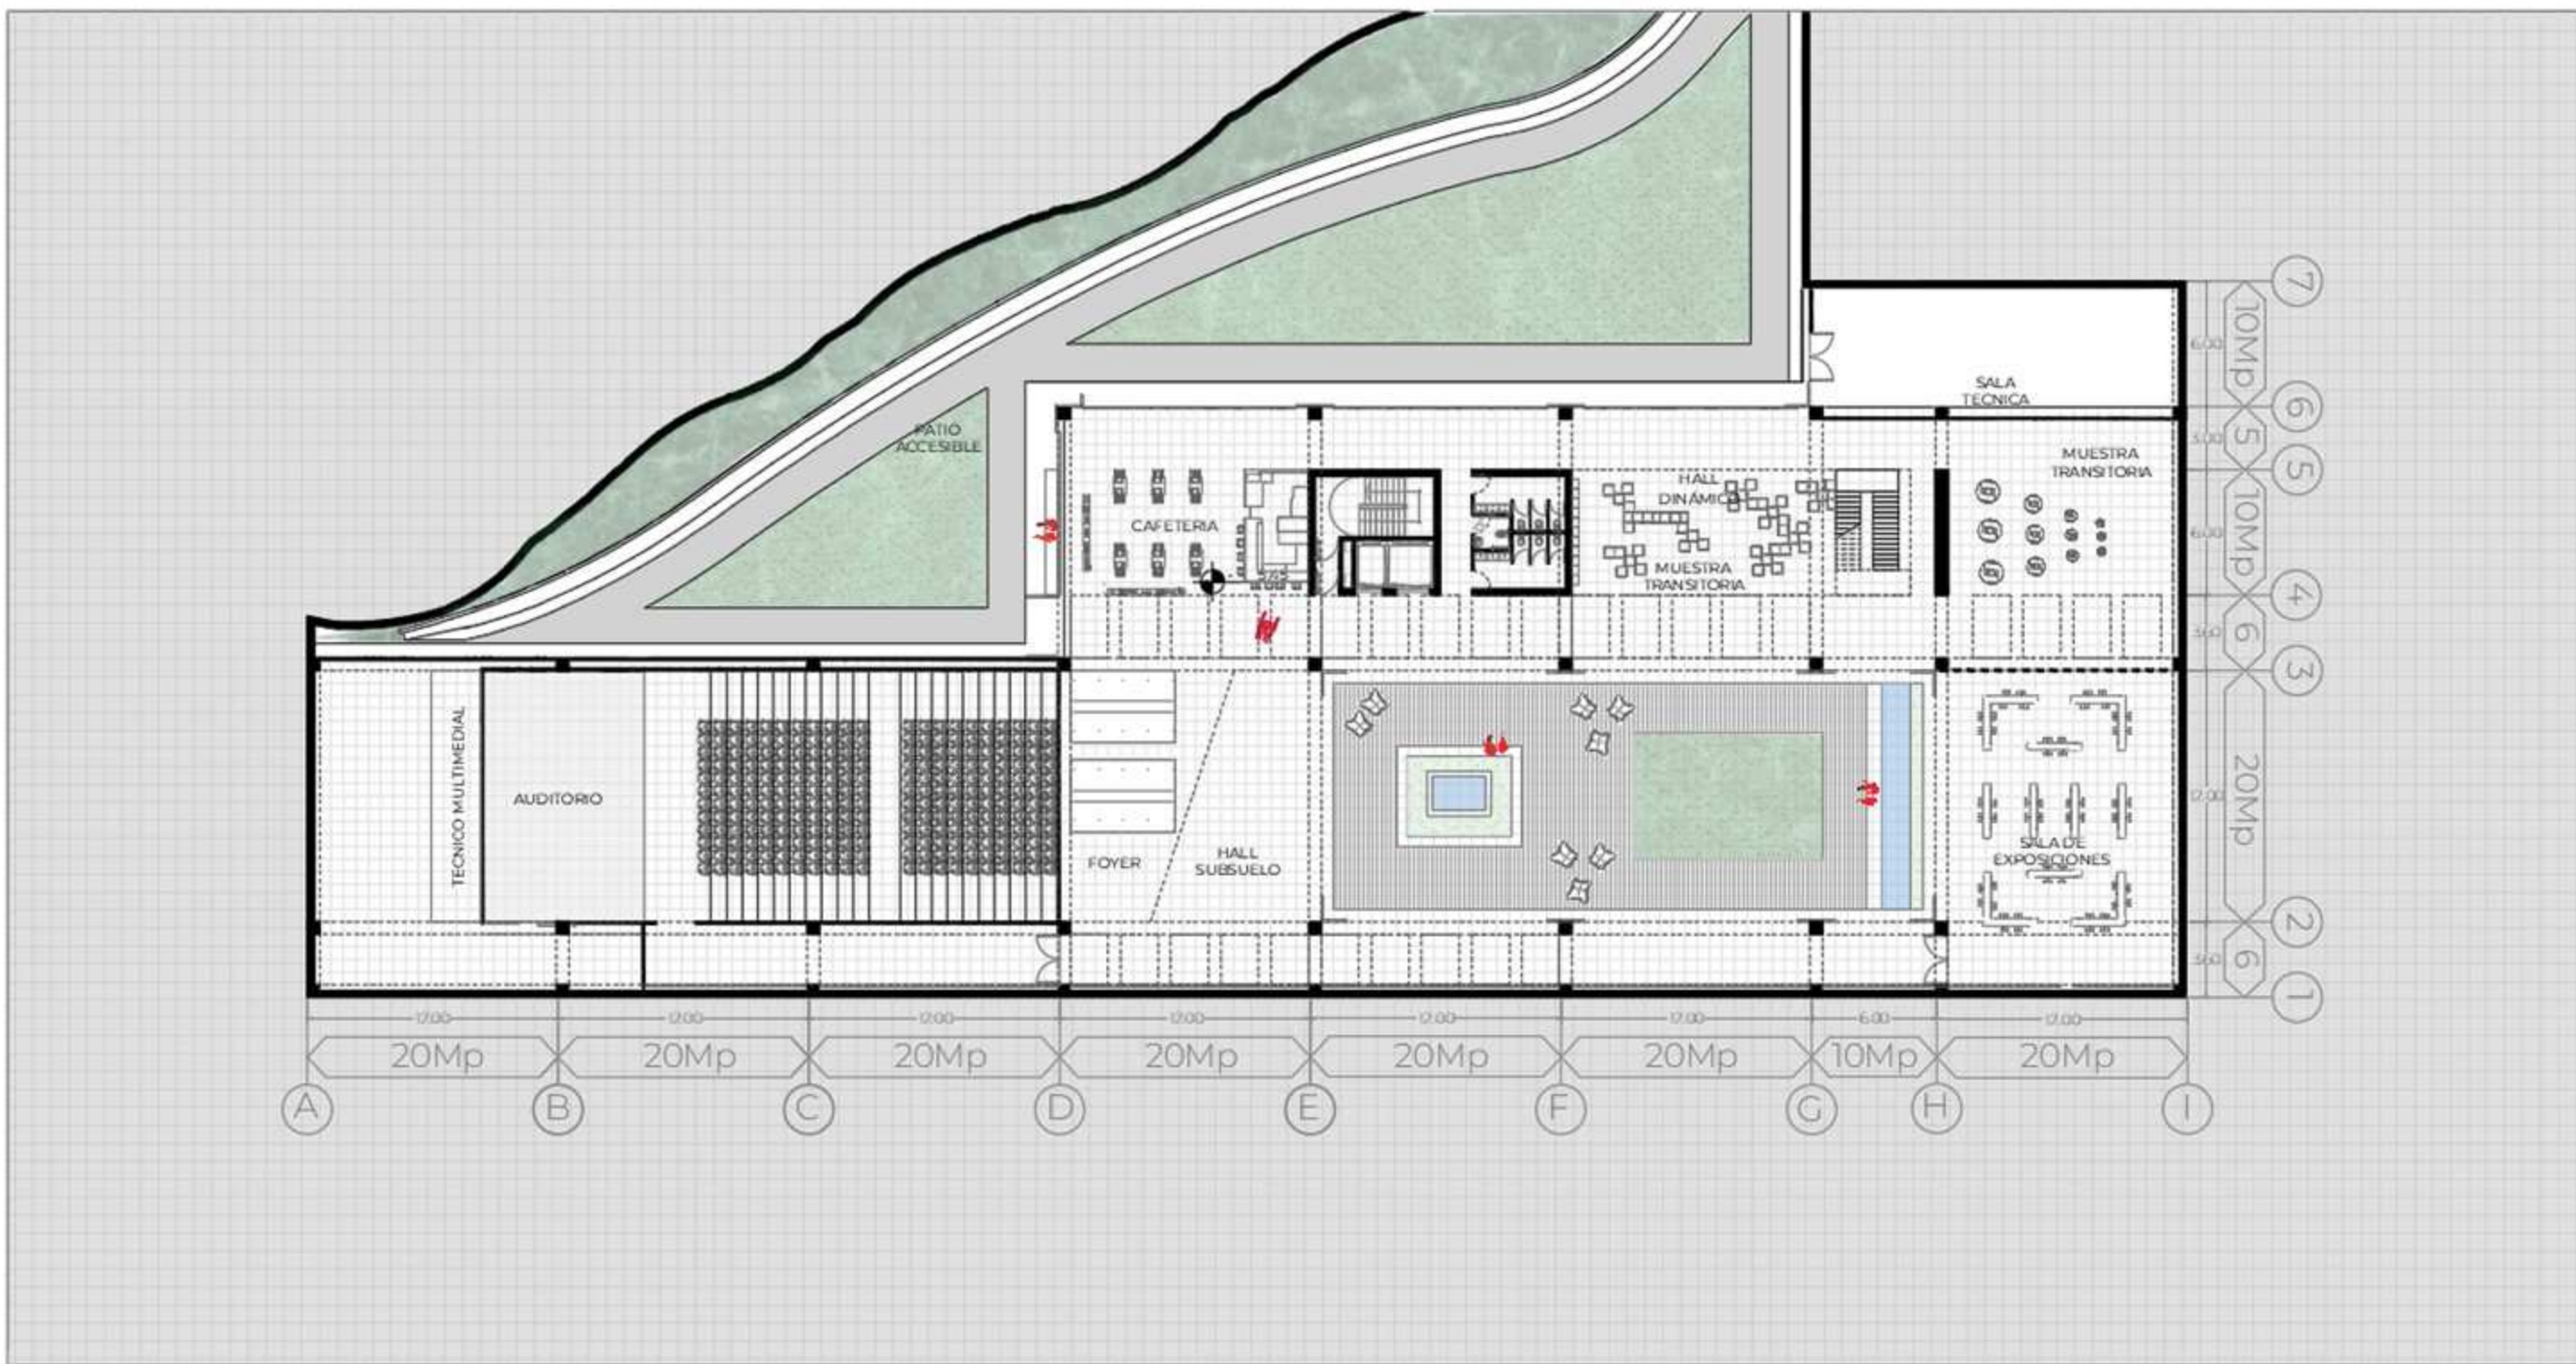 PATIO
ACCESIBLE
CAFETERIA
HALL
DINÁMICO
MUESTRA
TRANSITORIA
SALA
TECNICA
MUESTRA
TRANSITORIA
TECNICO MULTIMEDIAL
AUDITORIO
FOYER
HALL
SUBSUELO
SALA DE
EXPOSICIONES
7
10Mp
6.00
6
5
3.00
5
10Mp
6.00
4
6
3.60
3
20Mp
12.00
2
6
3.60
1
12.00
12.00
12.00
12.00
12.00
12.00
6.00
12.00
20Mp
20Mp
20Mp
20Mp
20Mp
20Mp
10Mp
20Mp
A
B
C
D
E
F
G
H
I